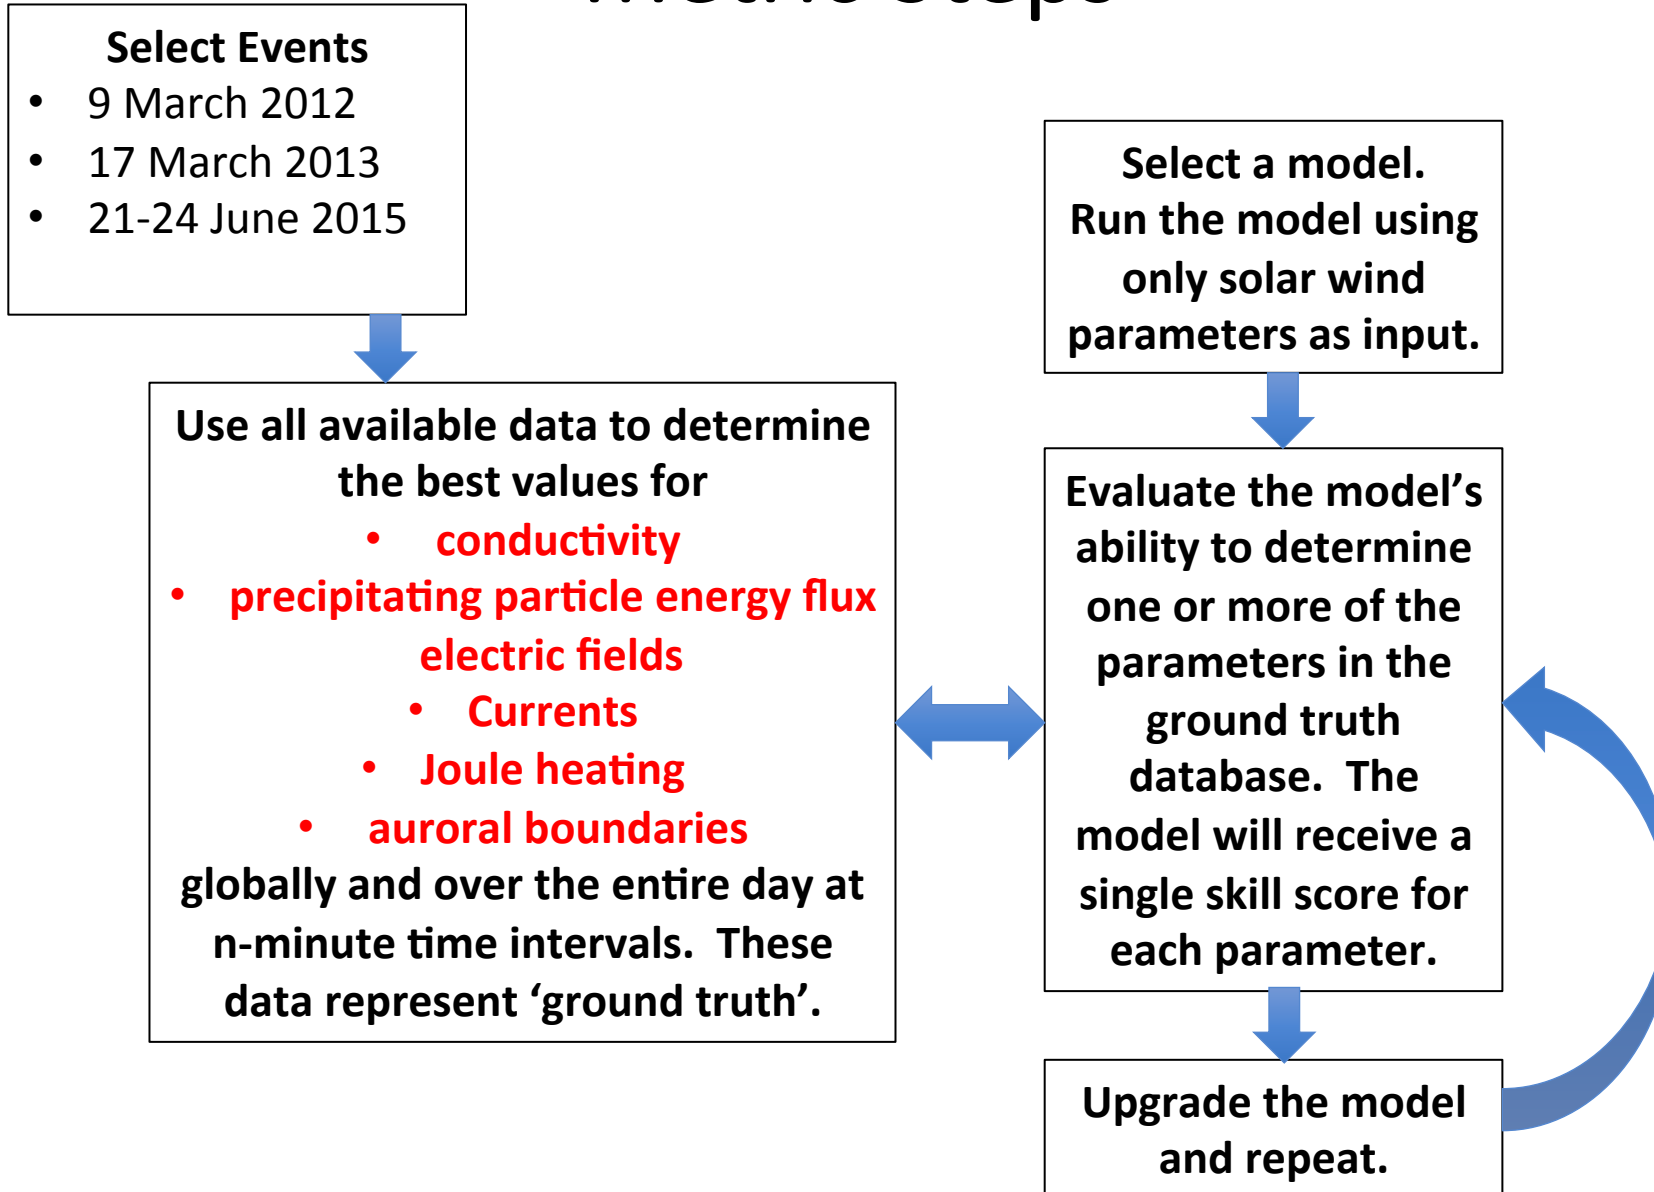 Metric Steps
Select Events
• 9 March 2012
• 17 March 2013
• 21-24 June 2015
Use all available data to determine
the best values for
• conductivity
• precipitating particle energy flux
electric fields
• Currents
• Joule heating
• auroral boundaries
globally and over the entire day at
n-minute time intervals.  These
data represent ‘ground truth’.
Select a model.
Run the model using
only solar wind
parameters as input.
Evaluate the model’s
ability to determine
one or more of the
parameters in the
ground truth
database.  The
model will receive a
single skill score for
each parameter.
Upgrade the model
and repeat.